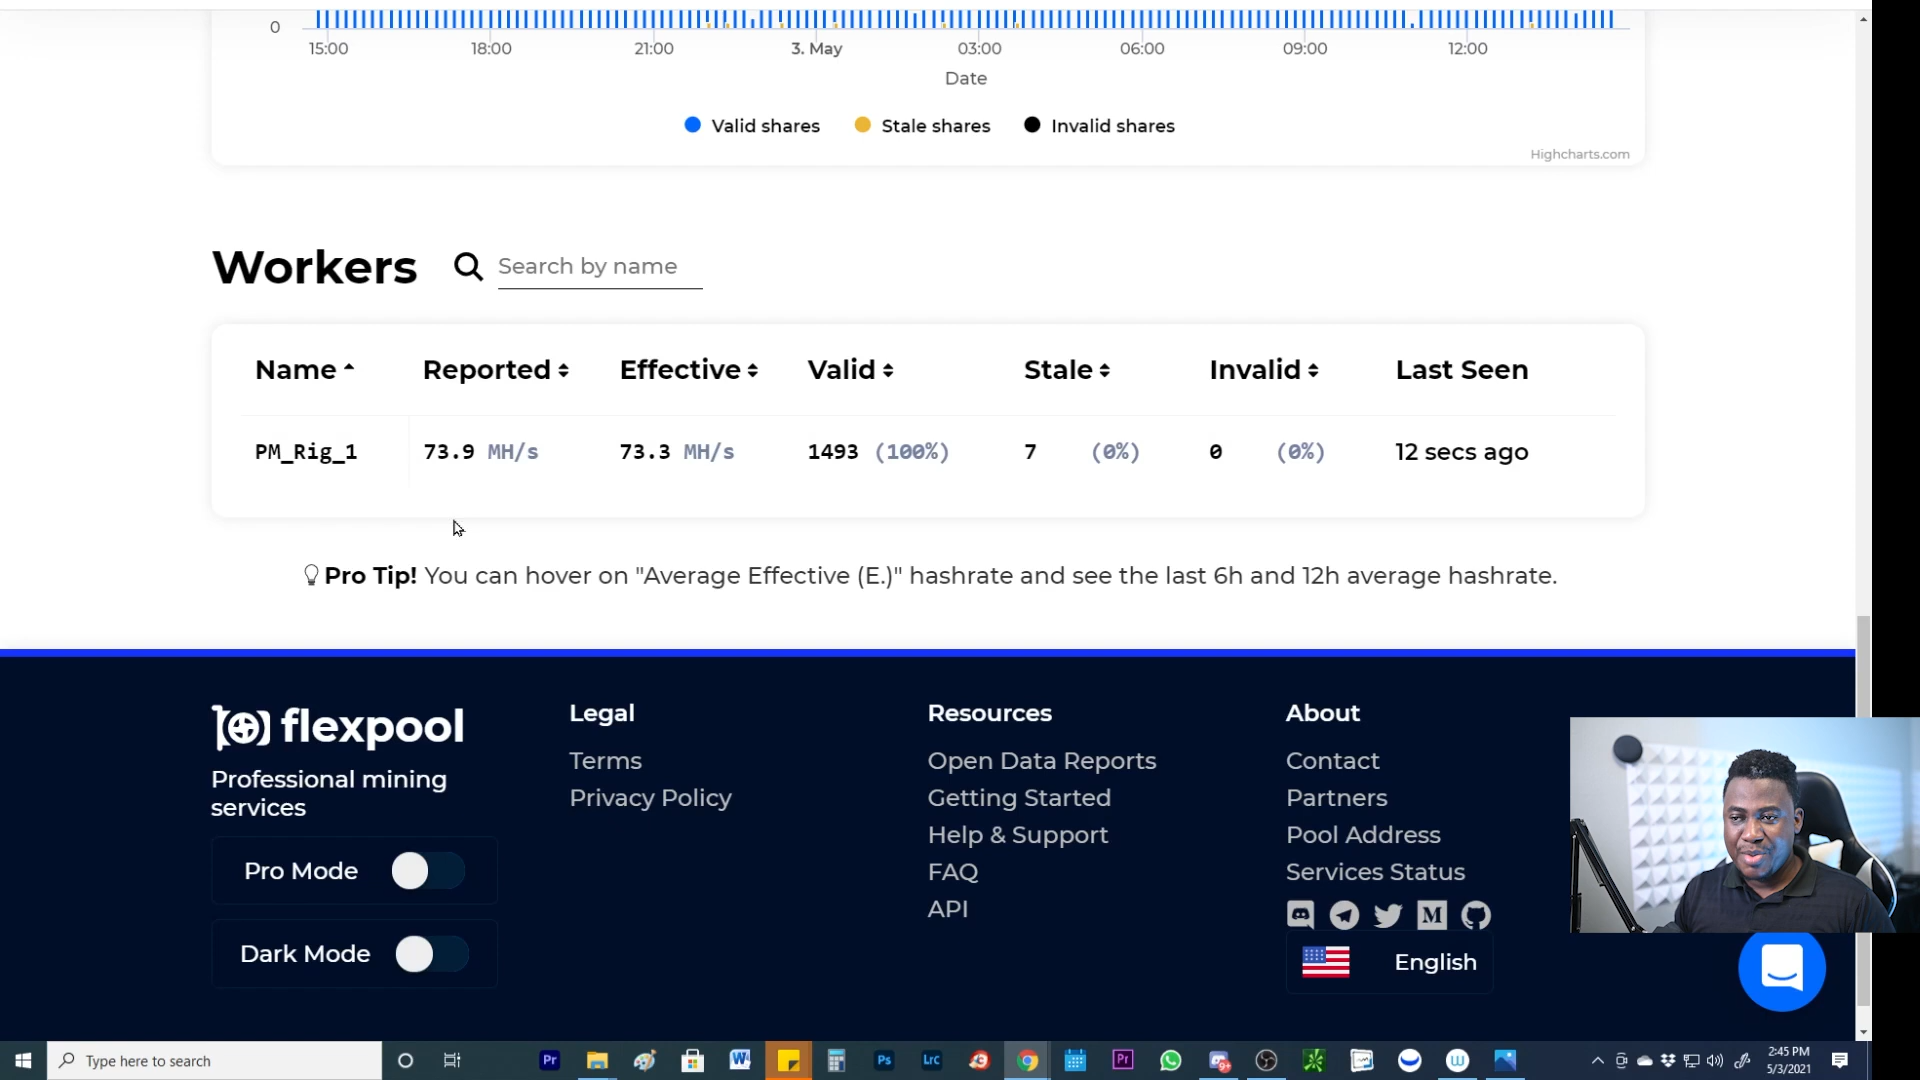 0
15:00 18:00 21:00 3. May 03:00 06:00 09:00 12:00
Date
Valid shares Stale shares Invalid shares
Highcharts.com
Workers Search by name
Name Reported Effective Valid Stale Invalid Last Seen
PM_Rig_1 73.9 MH/s 73.3 MH/s 1493 (100%) 7 (0%) 0 (0%) 12 secs ago
Pro Tip! You can hover on "Average Effective (E.)" hashrate and see the last 6h and 12h average hashrate.
flexpool
Professional mining
services
Pro Mode
Dark Mode
Legal
Terms
Privacy Policy
Resources
Open Data Reports
Getting Started
Help & Support
FAQ
API
About
Contact
Partners
Pool Address
Services Status
M
English
Type here to search
Pr
W
Ps
Lrc
Pr
9+
W
2:45 PM
5/3/2021